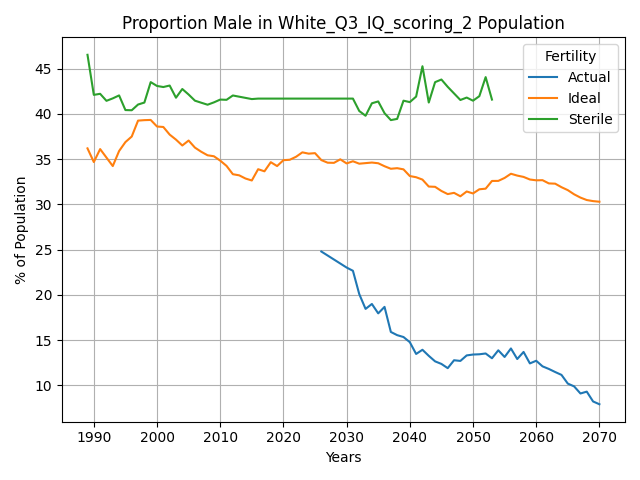 Proportion Male in White_Q3_IQ_scoring_2 Population
Fertility
Actual
Ideal
Sterile
% of Population
45
40
35
30
25
20
15
10
1990 2000 2010 2020 2030 2040 2050 2060 2070
Years